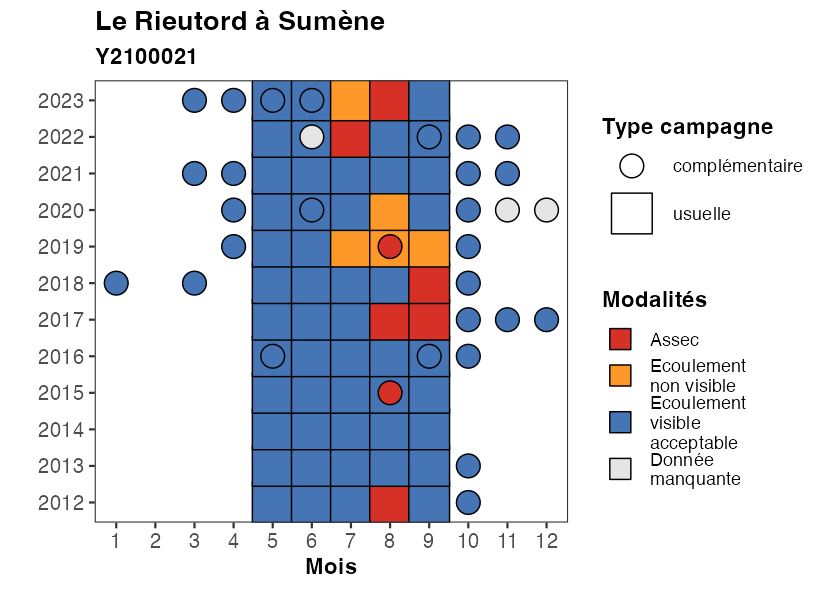 Le Rieutord à Sumène
Y2100021
2023
2022
2021
2020
2019
2018
2017
2016
2015
2014
2013
2012
1 2 3 4 5 6 7 8 9 10 11 12
Mois
Type campagne
complémentaire
usuelle
Modalités
Assec
Ecoulement
non visible
Ecoulement
visible
acceptable
Donnée
manquante